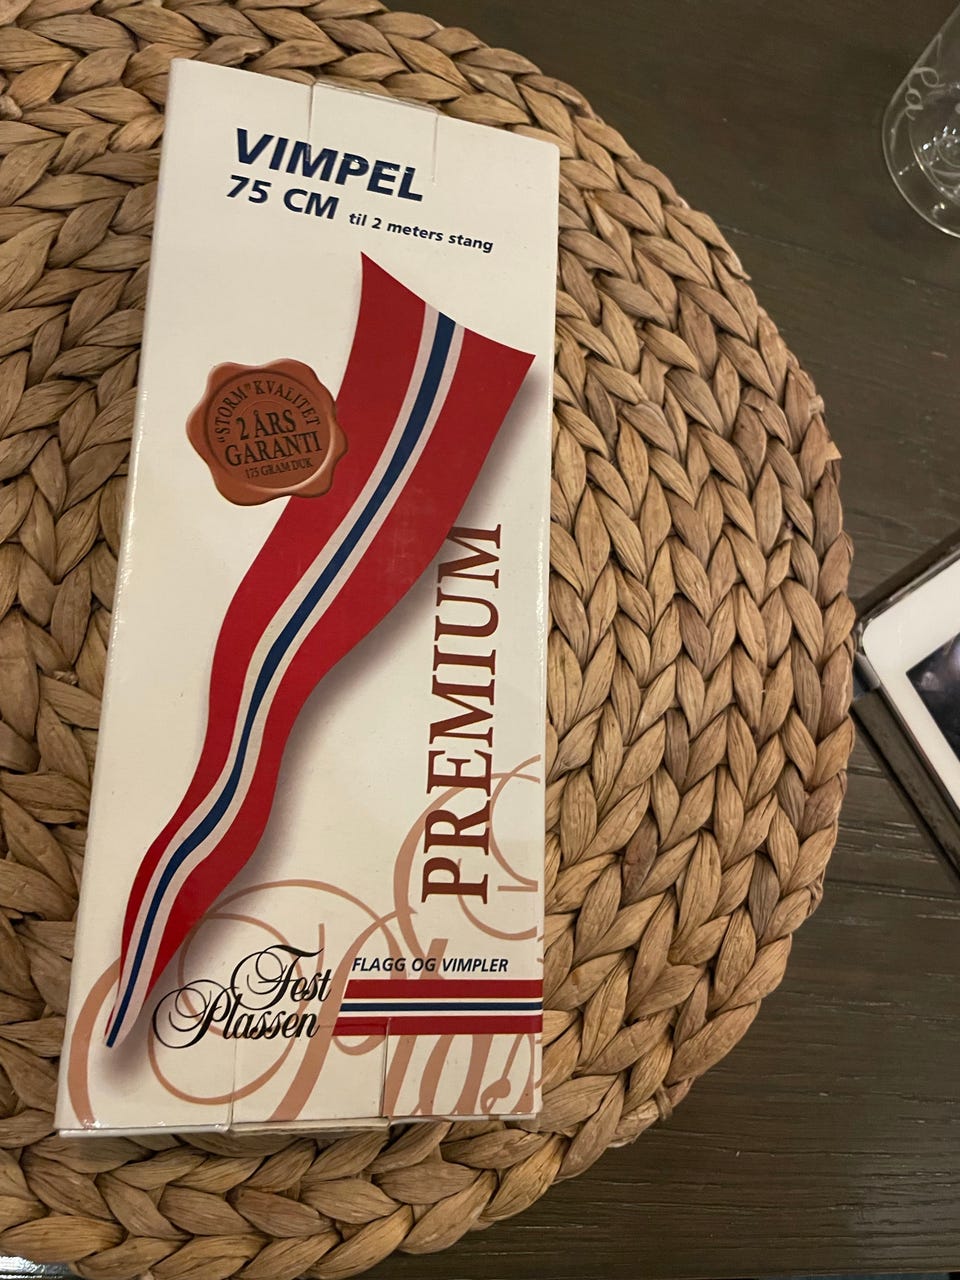 VIMPEL
75 CM til 2 meters stang
"STORM" KVALITET
2 ÅRS
GARANTI
175 GRAM DUK
PREMIUM
FLAGG OG VIMPLER
Fest
Plassen